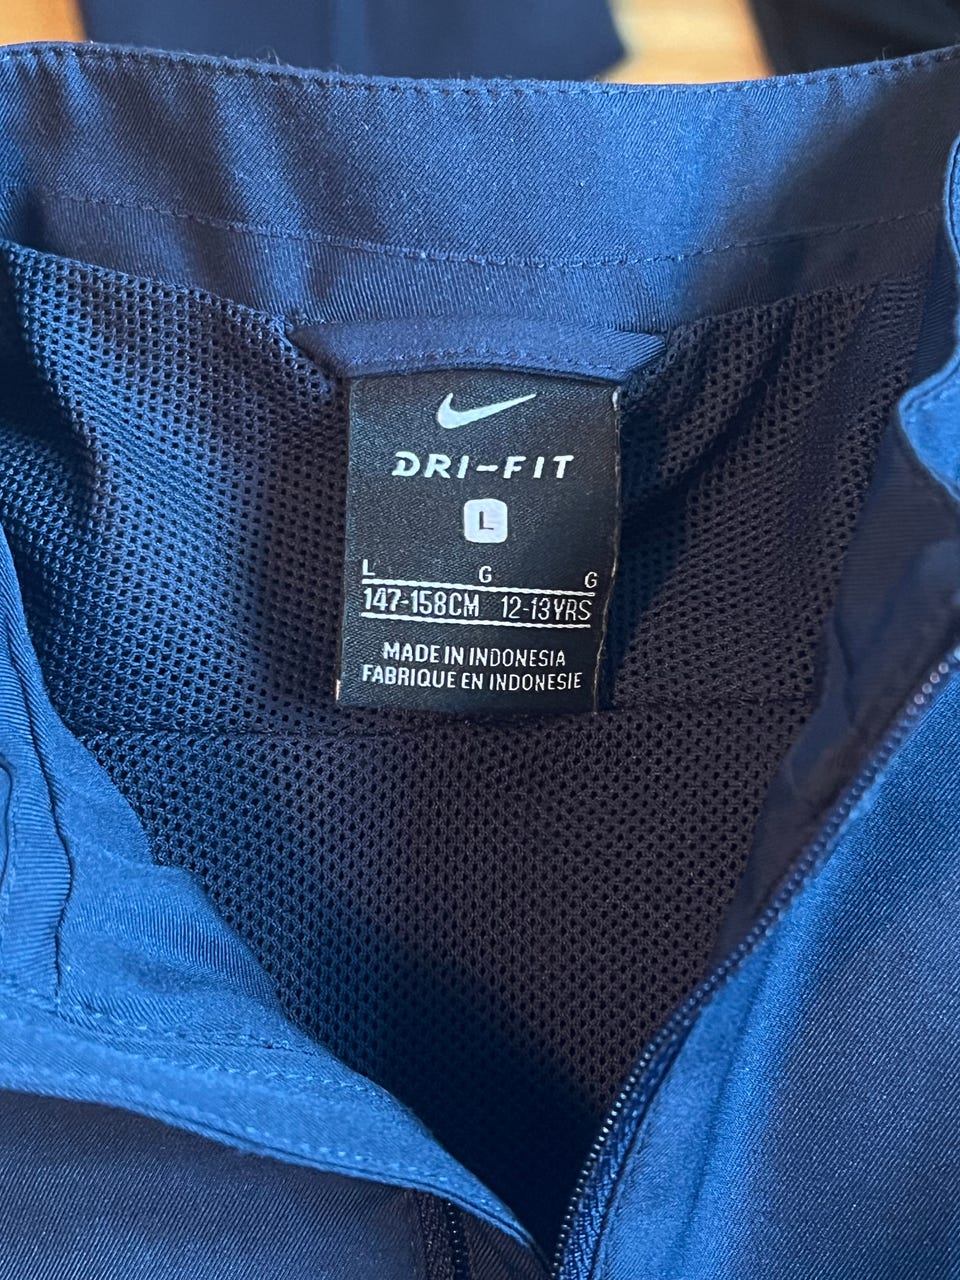 DRI-FIT
L
L G G
147-158CM 12-13YRS
MADE IN INDONESIA
FABRIQUE EN INDONESIE